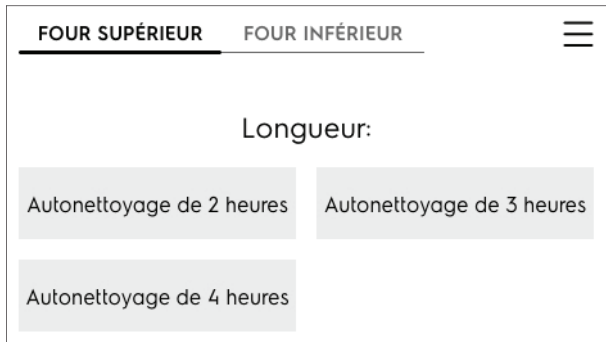 FOUR SUPÉRIEUR FOUR INFÉRIEUR
Longueur:
Autonettoyage de 2 heures Autonettoyage de 3 heures
Autonettoyage de 4 heures